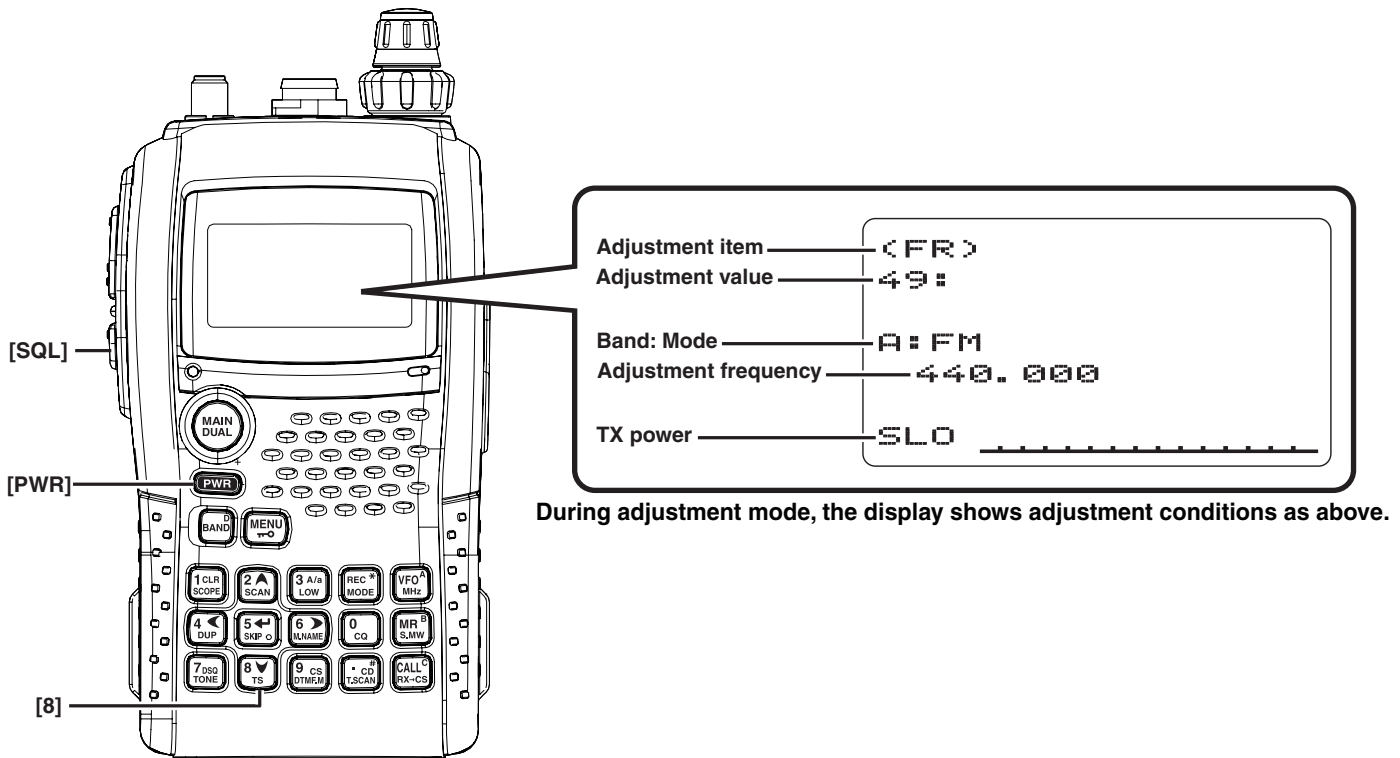 Adjustment item <FR>
Adjustment value 49:
Band: Mode A:FM
Adjustment frequency 440.000
TX power SLO
During adjustment mode, the display shows adjustment conditions as above.
[SQL]
MAIN
DUAL
[PWR]
PWR
BAND D
MENU
1 CLR
SCOPE
2
SCAN
3 A/a
LOW
REC *
MODE
VFO A
MHz
4
DUP
5
SKIP
6
M.NAME
0
CQ
MR B
S.MW
7 DSQ
TONE
8
TS
9 CS
DTMF.M
. CD #
T.SCAN
CALL C
RX→CS
[8]